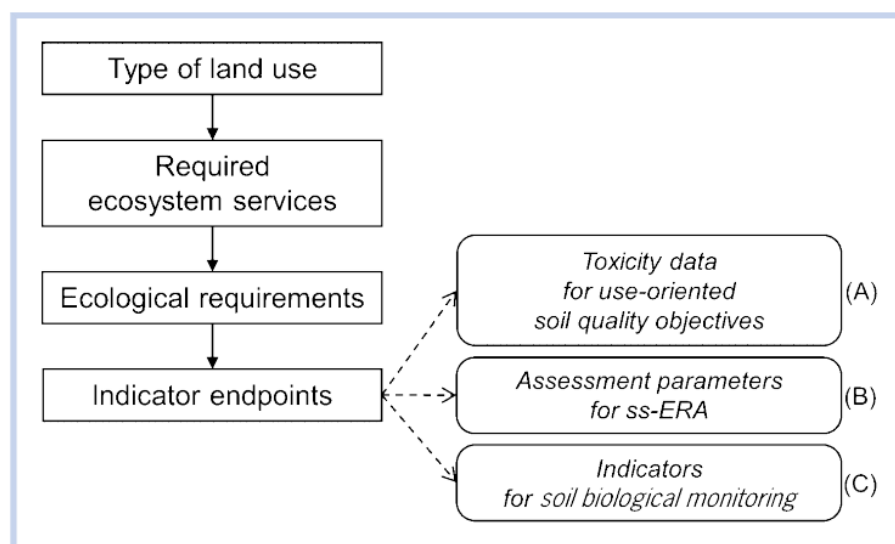 Type of land use
Required
ecosystem services
Ecological requirements
Indicator endpoints
Toxicity data
for use-oriented
soil quality objectives
(A)
Assessment parameters
for ss-ERA
(B)
Indicators
for soil biological monitoring
(C)